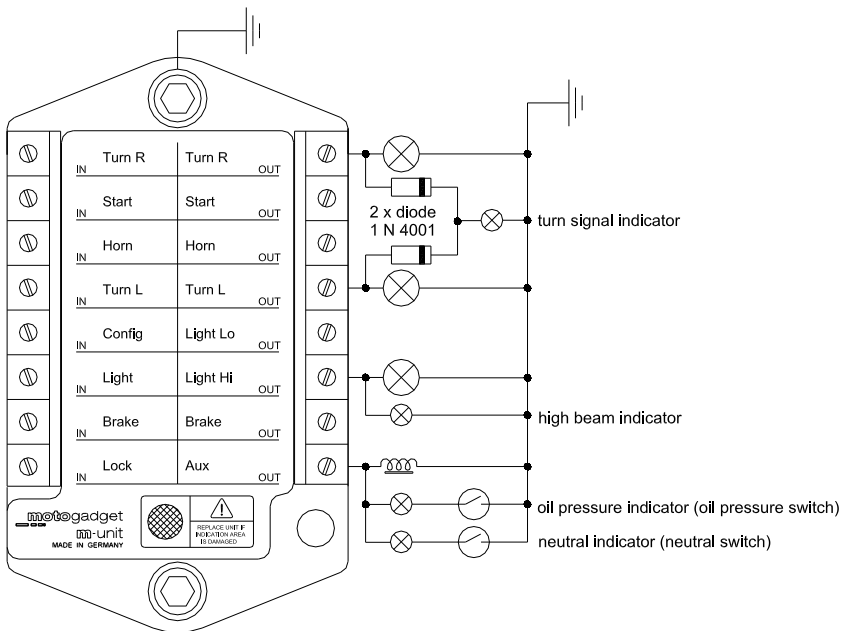 IN Turn R Turn R OUT
IN Start Start OUT
IN Horn Horn OUT
IN Turn L Turn L OUT
IN Config Light Lo OUT
IN Light Light Hi OUT
IN Brake Brake OUT
IN Lock Aux OUT
motogadget
m-unit
MADE IN GERMANY
REPLACE UNIT IF
INDICATION AREA
IS DAMAGED
2 x diode
1 N 4001
turn signal indicator
high beam indicator
oil pressure indicator (oil pressure switch)
neutral indicator (neutral switch)